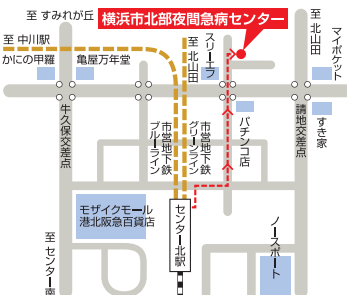 至 すみれが丘
横浜市北部夜間急病センター
至 北山田
至 中川駅
至 北山田
スリーエフ
マイポケット
かにの甲羅
亀屋万年堂
牛久保交差点
市営地下鉄
ブルーライン
市営地下鉄
グリーンライン
パチンコ店
請地交差点
すき家
モザイクモール
港北阪急百貨店
センター北駅
ノースポート
至 センター南